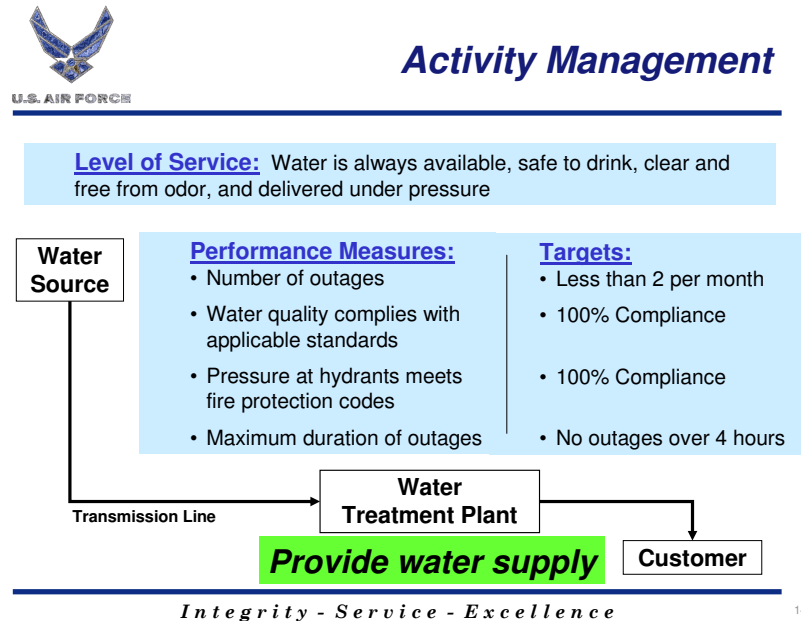 U.S. AIR FORCE
Activity Management
Level of Service: Water is always available, safe to drink, clear and
free from odor, and delivered under pressure
Water
Source
Performance Measures:
• Number of outages
• Water quality complies with
applicable standards
• Pressure at hydrants meets
fire protection codes
• Maximum duration of outages
Targets:
• Less than 2 per month
• 100% Compliance
• 100% Compliance
• No outages over 4 hours
Transmission Line
Water
Treatment Plant
Provide water supply
Customer
Integrity - Service - Excellence